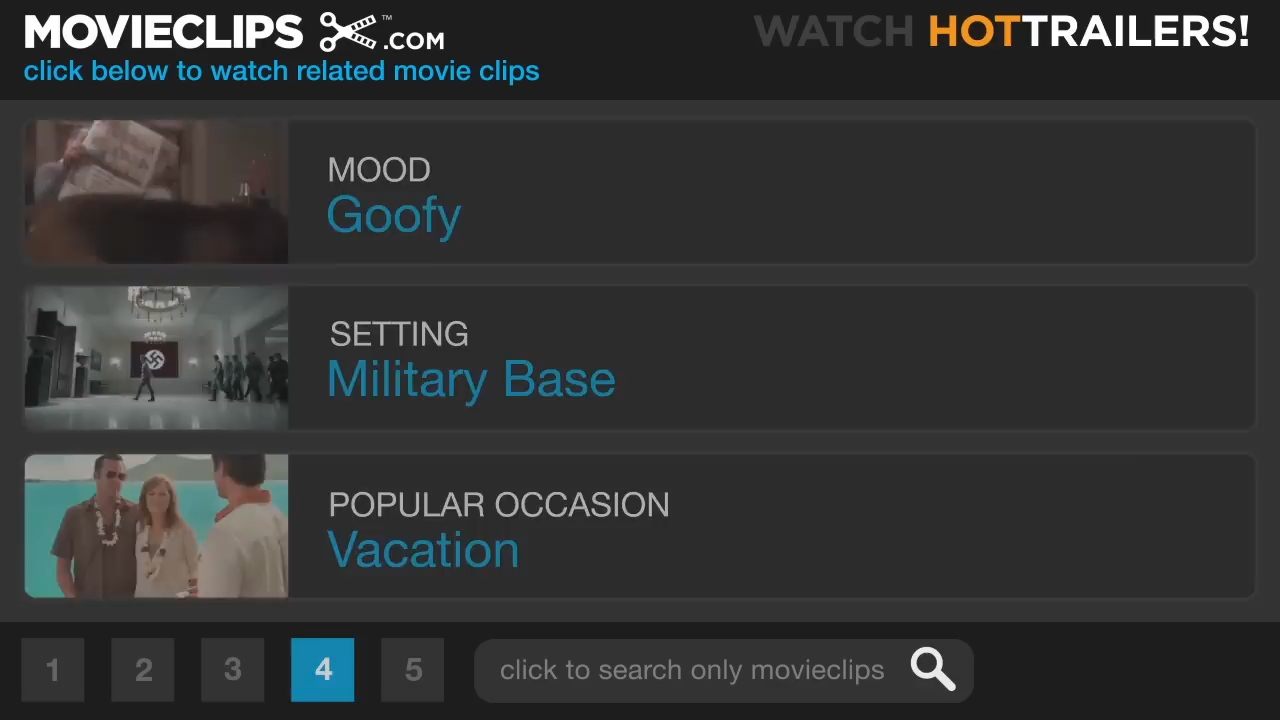 MOVIECLIPS™.COM
WATCH HOTTRAILERS!
click below to watch related movie clips
MOOD
Goofy
SETTING
Military Base
POPULAR OCCASION
Vacation
1 2 3 4 5
click to search only movieclips